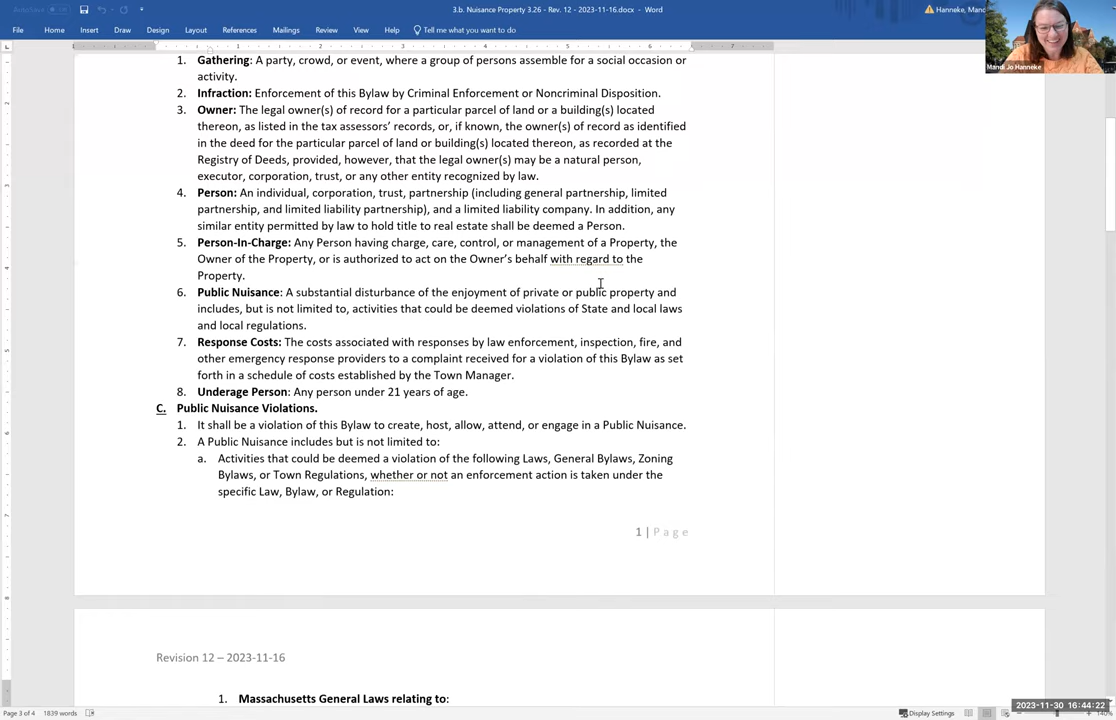 AutoSave Off
3.b. Nuisance Property 3.26 - Rev. 12 - 2023-11-16.docx - Word
Hanneke, Mand
File Home Insert Draw Design Layout References Mailings Review View Help Tell me what you want to do
Mandi Jo Hanneke
1. Gathering: A party, crowd, or event, where a group of persons assemble for a social occasion or
activity.
2. Infraction: Enforcement of this Bylaw by Criminal Enforcement or Noncriminal Disposition.
3. Owner: The legal owner(s) of record for a particular parcel of land or a building(s) located
thereon, as listed in the tax assessors’ records, or, if known, the owner(s) of record as identified
in the deed for the particular parcel of land or building(s) located thereon, as recorded at the
Registry of Deeds, provided, however, that the legal owner(s) may be a natural person,
executor, corporation, trust, or any other entity recognized by law.
4. Person: An individual, corporation, trust, partnership (including general partnership, limited
partnership, and limited liability partnership), and a limited liability company. In addition, any
similar entity permitted by law to hold title to real estate shall be deemed a Person.
5. Person-In-Charge: Any Person having charge, care, control, or management of a Property, the
Owner of the Property, or is authorized to act on the Owner’s behalf with regard to the
Property.
6. Public Nuisance: A substantial disturbance of the enjoyment of private or public property and
includes, but is not limited to, activities that could be deemed violations of State and local laws
and local regulations.
7. Response Costs: The costs associated with responses by law enforcement, inspection, fire, and
other emergency response providers to a complaint received for a violation of this Bylaw as set
forth in a schedule of costs established by the Town Manager.
8. Underage Person: Any person under 21 years of age.
C. Public Nuisance Violations.
1. It shall be a violation of this Bylaw to create, host, allow, attend, or engage in a Public Nuisance.
2. A Public Nuisance includes but is not limited to:
a. Activities that could be deemed a violation of the following Laws, General Bylaws, Zoning
Bylaws, or Town Regulations, whether or not an enforcement action is taken under the
specific Law, Bylaw, or Regulation:
1 | Page
Revision 12 – 2023-11-16
1. Massachusetts General Laws relating to:
2023-11-30 16:44:22
Page 3 of 4 1839 words Display Settings